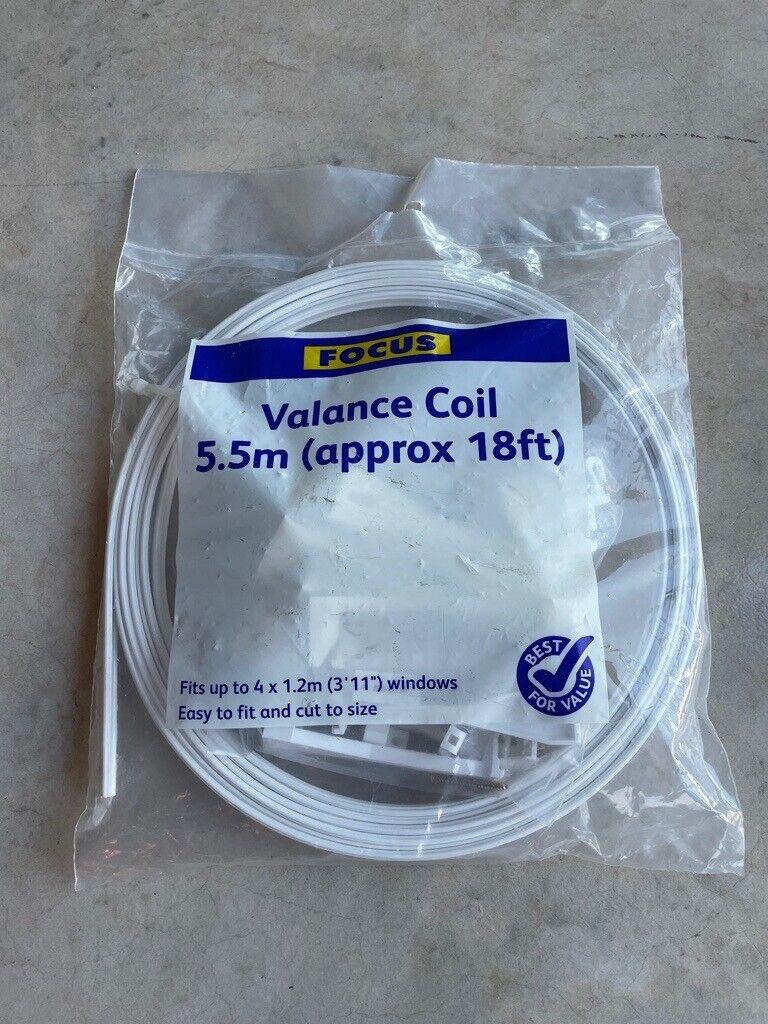 FOCUS
Valance Coil
5.5m (approx 18ft)
Fits up to 4 x 1.2m (3'11") windows
Easy to fit and cut to size
BEST
FOR VALUE